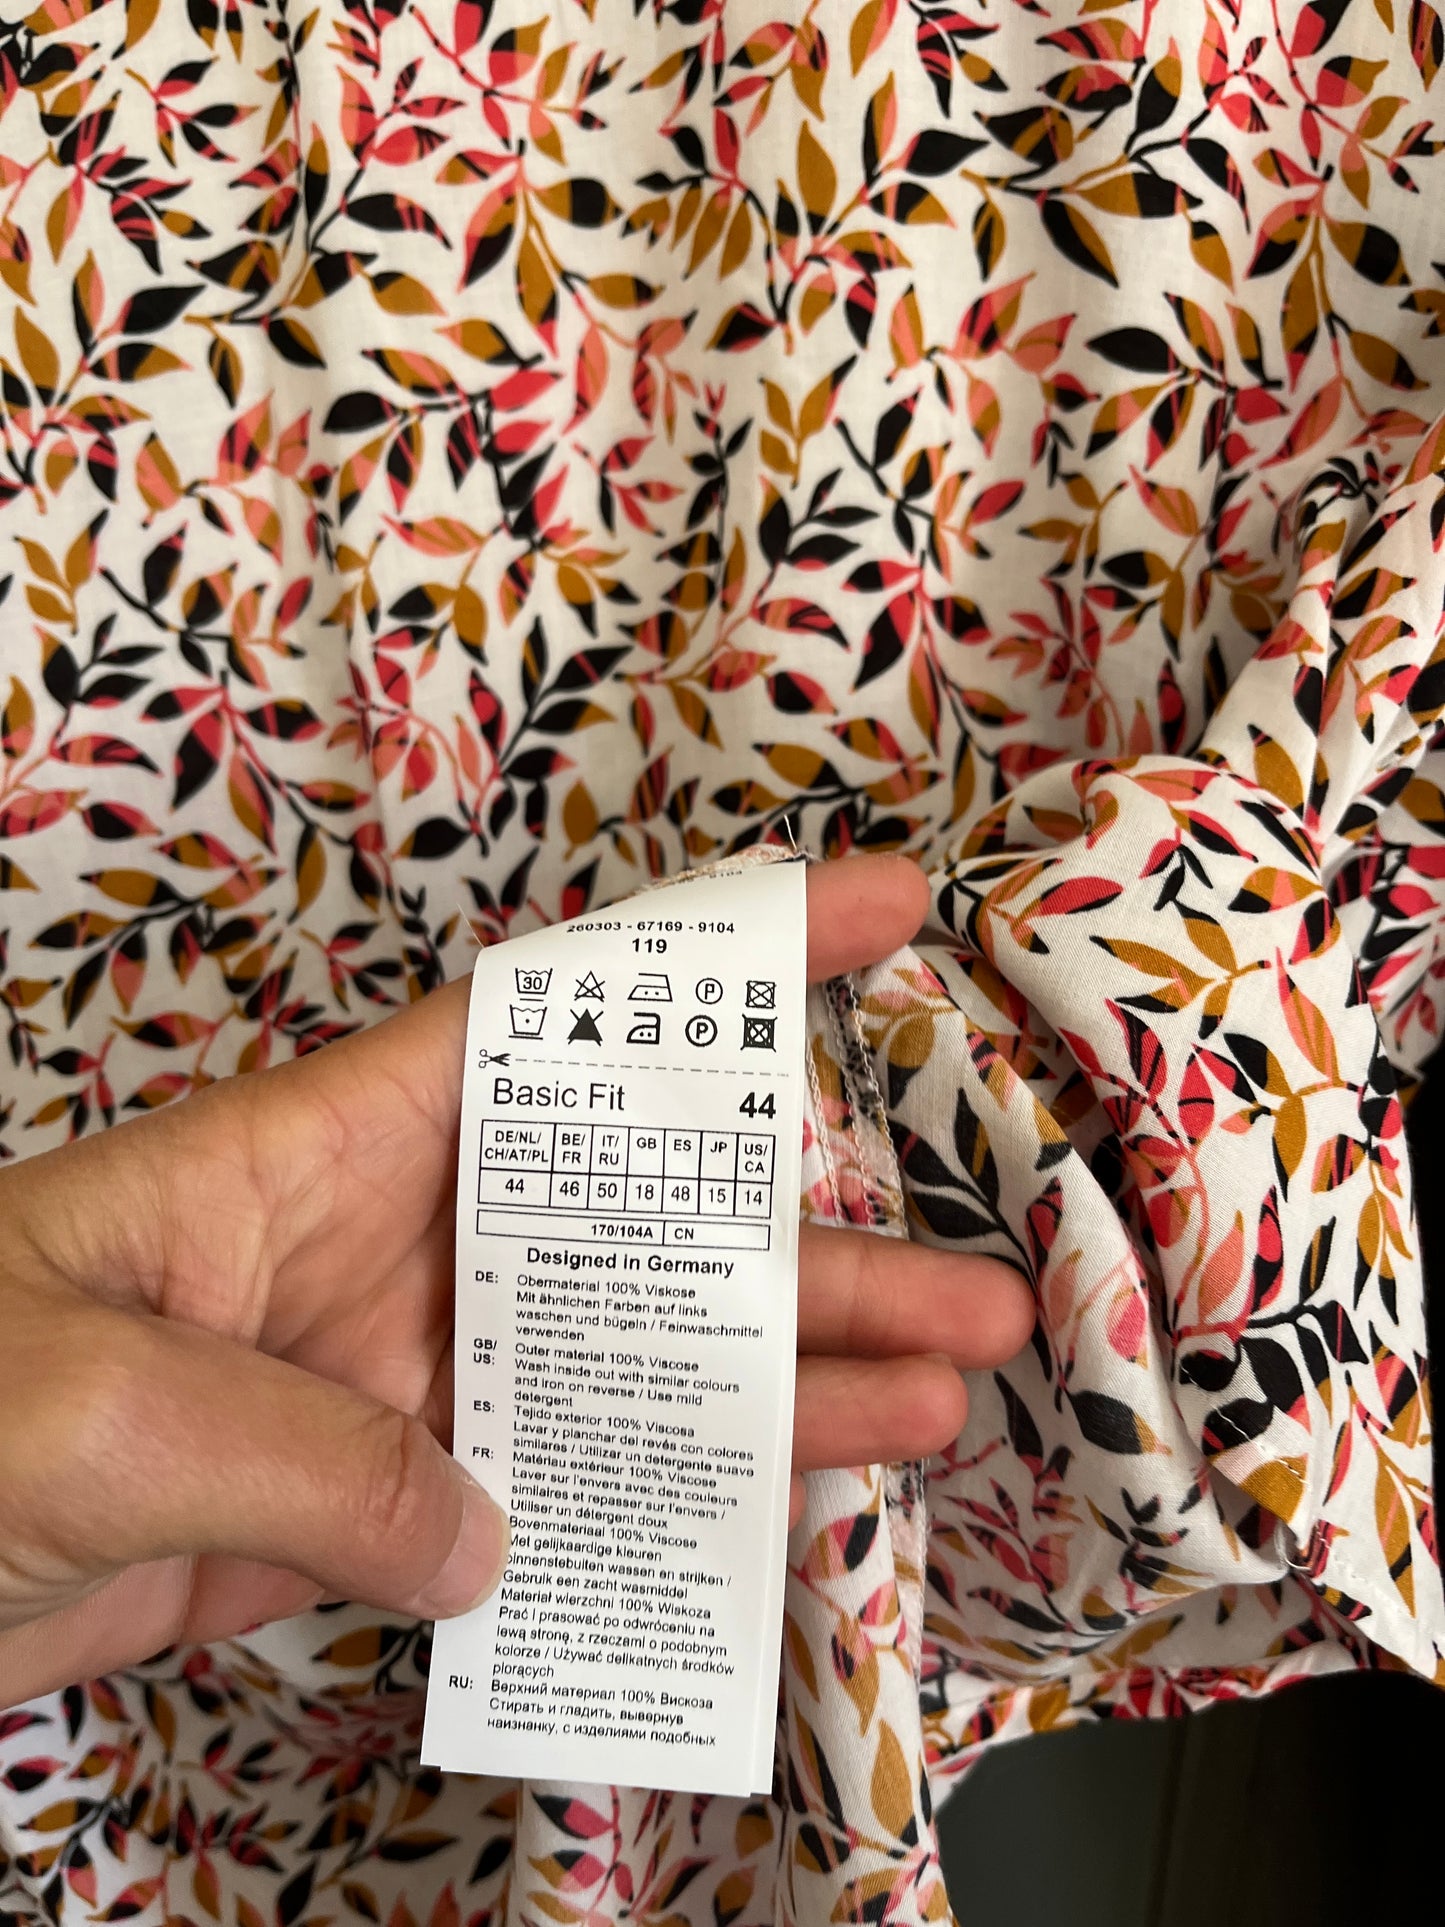 260303 - 67169 - 9104
119
30 P
P
Basic Fit 44
DE/NL/ CH/AT/PL BE/ FR IT/ RU GB ES JP US/ CA
44 46 50 18 48 15 14
170/104A CN
Designed in Germany
DE: Obermaterial 100% Viskose
Mit ähnlichen Farben auf links
waschen und bügeln / Feinwaschmittel
verwenden
GB/ US: Outer material 100% Viscose
Wash inside out with similar colours
and iron on reverse / Use mild
detergent
ES: Tejido exterior 100% Viscosa
Lavar y planchar del revés con colores
similares / Utilizar un detergente suave
FR: Matériau extérieur 100% Viscose
Laver sur l'envers avec des couleurs
similaires et repasser sur l'envers /
Utiliser un détergent doux
Bovenmateriaal 100% Viscose
Met gelijkaardige kleuren
binnenstebuiten wassen en strijken /
Gebruik een zacht wasmiddel
Materiał wierzchni 100% Wiskoza
Prać i prasować po odwróceniu na
lewą stronę, z rzeczami o podobnym
kolorze / Używać delikatnych środków
piorących
RU: Верхний материал 100% Вискоза
Стирать и гладить, вывернув
наизнанку, с изделиями подобных